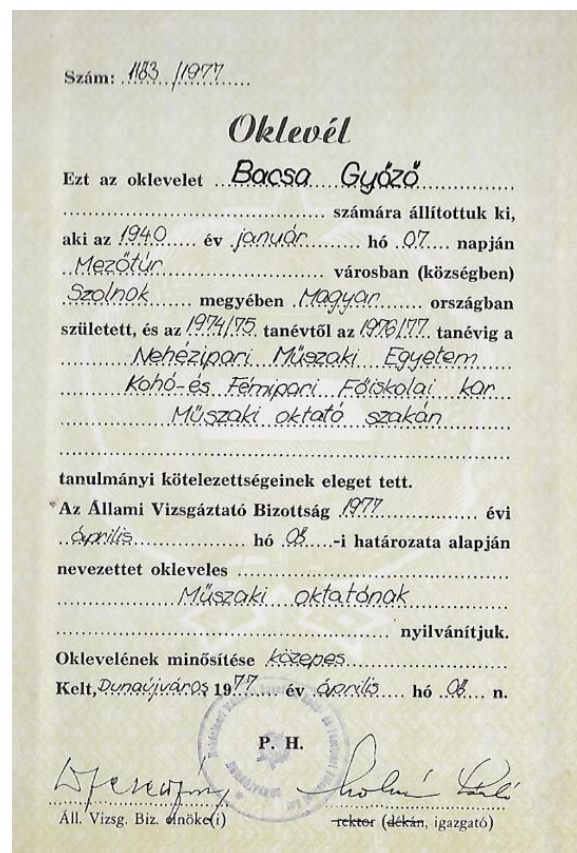 Szám: 1183/1977
Oklevél
Ezt az oklevelet Bacsa Győző
számára állítottuk ki,
aki az 1940 év január hó 07 napján
Mezőtúr városban (községben)
Szolnok megyében Magyar országban
született, és az 1974/75 tanévtől az 1976/77 tanévig a
Nehézipari Műszaki Egyetem
Kohó-és Fémipari Főiskolai kar
Műszaki oktató szakán
tanulmányi kötelezettségeinek eleget tett.
Az Állami Vizsgáztató Bizottság 1977 évi
április hó 08-i határozata alapján
nevezettet okleveles
Műszaki oktatónak
nyilvánítjuk.
Oklevelének minősítése közepes
Kelt, Dunaújváros 1977 év április hó 08 n.
P. H.
Áll. Vizsg. Biz. elnöke(i) rektor (dékán, igazgató)